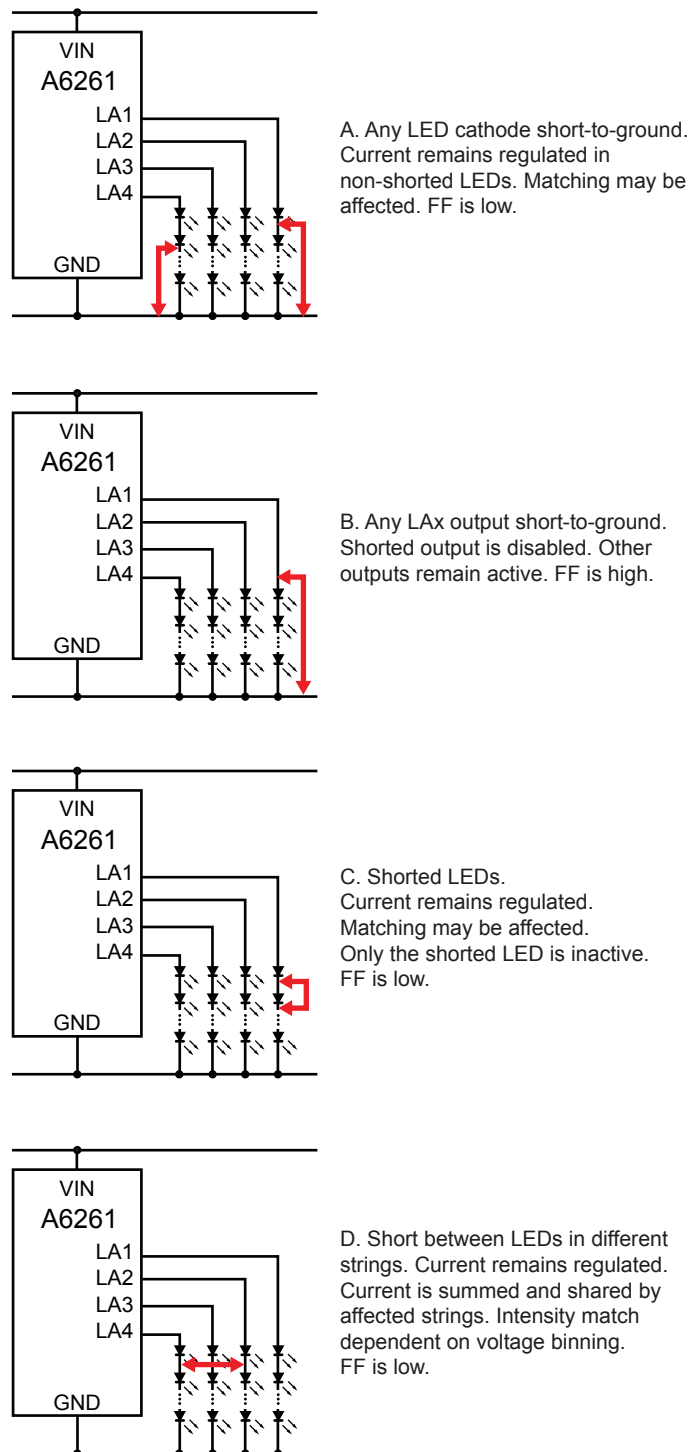 VIN
A6261
LA1
LA2
LA3
LA4
GND
A. Any LED cathode short-to-ground.
Current remains regulated in
non-shorted LEDs. Matching may be
affected. FF is low.
VIN
A6261
LA1
LA2
LA3
LA4
GND
B. Any LAx output short-to-ground.
Shorted output is disabled. Other
outputs remain active. FF is high.
VIN
A6261
LA1
LA2
LA3
LA4
GND
C. Shorted LEDs.
Current remains regulated.
Matching may be affected.
Only the shorted LED is inactive.
FF is low.
VIN
A6261
LA1
LA2
LA3
LA4
GND
D. Short between LEDs in different
strings. Current remains regulated.
Current is summed and shared by
affected strings. Intensity match
dependent on voltage binning.
FF is low.